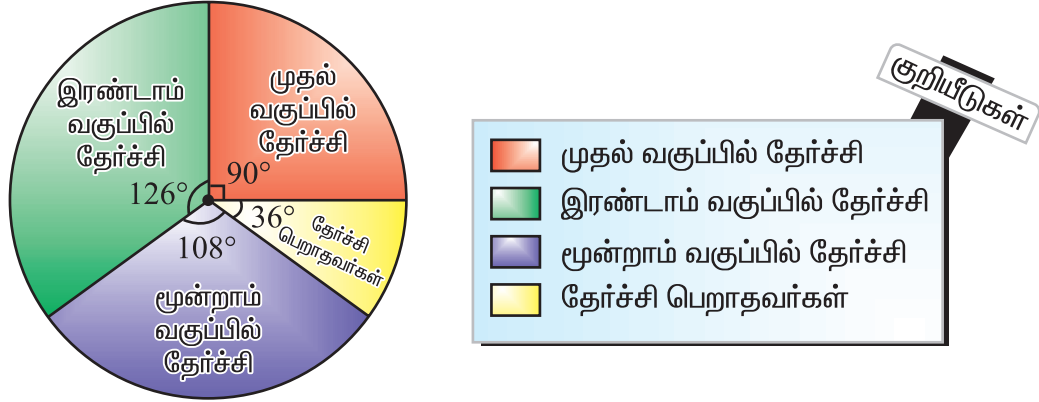 இரண்டாம்
வகுப்பில்
தேர்ச்சி
முதல்
வகுப்பில்
தேர்ச்சி
126°
90°
36°
108°
தேர்ச்சி
பெறாதவர்கள்
மூன்றாம்
வகுப்பில்
தேர்ச்சி
குறியீடுகள்
முதல் வகுப்பில் தேர்ச்சி
இரண்டாம் வகுப்பில் தேர்ச்சி
மூன்றாம் வகுப்பில் தேர்ச்சி
தேர்ச்சி பெறாதவர்கள்